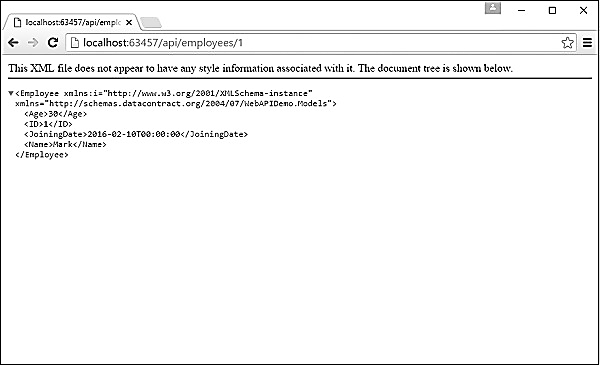 localhost:63457/api/emplo
localhost:63457/api/employees/1
This XML file does not appear to have any style information associated with it. The document tree is shown below.
<Employee xmlns:i="http://www.w3.org/2001/XMLSchema-instance"
xmlns="http://schemas.datacontract.org/2004/07/WebAPIDemo.Models">
<Age>30</Age>
<ID>1</ID>
<JoiningDate>2016-02-10T00:00:00</JoiningDate>
<Name>Mark</Name>
</Employee>